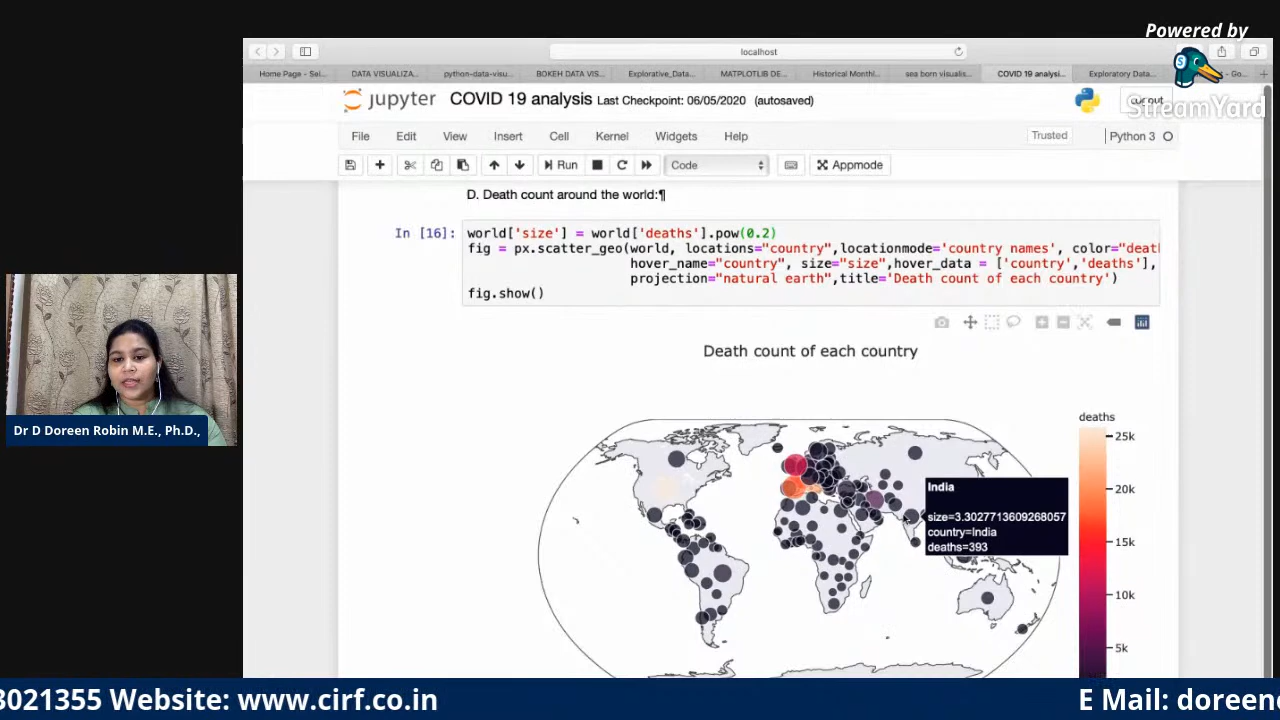 Powered by
StreamYard
localhost
Home Page - Sel...
DATA VISUALIZA...
python-data-visu...
BOKEH DATA VIS...
Explorative_Data...
MATPLOTLIB DE...
Historical Monthl...
sea born visualis...
COVID 19 analysi...
Exploratory Data...
- Go...
jupyter COVID 19 analysis Last Checkpoint: 06/05/2020 (autosaved)
File Edit View Insert Cell Kernel Widgets Help
Trusted
Python 3
Run
Code
Appmode
D. Death count around the world:¶
In [16]:
world['size'] = world['deaths'].pow(0.2)
fig = px.scatter_geo(world, locations="country",locationmode='country names', color="deat
hover_name="country", size="size",hover_data = ['country','deaths'],
projection="natural earth",title='Death count of each country')
fig.show()
Death count of each country
deaths
25k
20k
15k
10k
5k
India
size=3.3027713609268057
country=India
deaths=393
Dr D Doreen Robin M.E., Ph.D.,
3021355 Website: www.cirf.co.in
E Mail: doreen